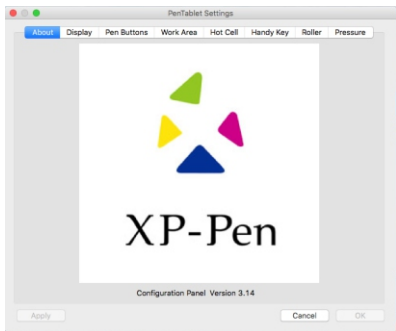 PenTablet Settings
About Display Pen Buttons Work Area Hot Cell Handy Key Roller Pressure
XP-Pen
Configuration Panel Version 3.14
Apply Cancel OK